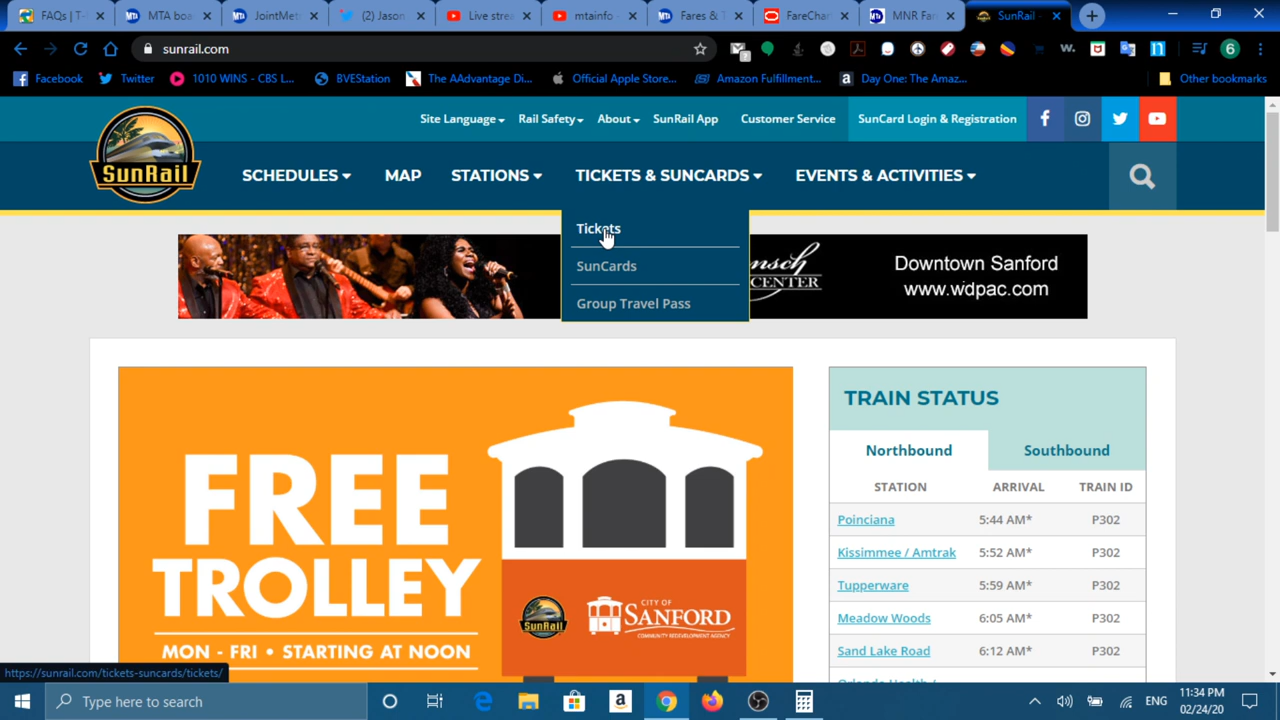 FAQs | T-
MTA boa
JointMet
(2) Jason
Live stre
mtainfo -
Fares & T
FareChar
MNR Far
SunRail -
sunrail.com
6
Facebook
Twitter
1010 WINS - CBS L...
BVEStation
The AAdvantage Di...
Official Apple Store...
Amazon Fulfillment...
Day One: The Amaz...
Other bookmarks
SunRail
Site Language
Rail Safety
About
SunRail App
Customer Service
SunCard Login & Registration
SCHEDULES
MAP
STATIONS
TICKETS & SUNCARDS
EVENTS & ACTIVITIES
Tickets
SunCards
Group Travel Pass
Downtown Sanford
www.wdpac.com
FREE
TROLLEY
MON - FRI • STARTING AT NOON
CITY OF
SANFORD
COMMUNITY REDEVELOPMENT AGENCY
TRAIN STATUS
Northbound
Southbound
STATION ARRIVAL TRAIN ID
Poinciana 5:44 AM* P302
Kissimmee / Amtrak 5:52 AM* P302
Tupperware 5:59 AM* P302
Meadow Woods 6:05 AM* P302
Sand Lake Road 6:12 AM* P302
https://sunrail.com/tickets-suncards/tickets/
Type here to search
ENG
11:34 PM
02/24/20